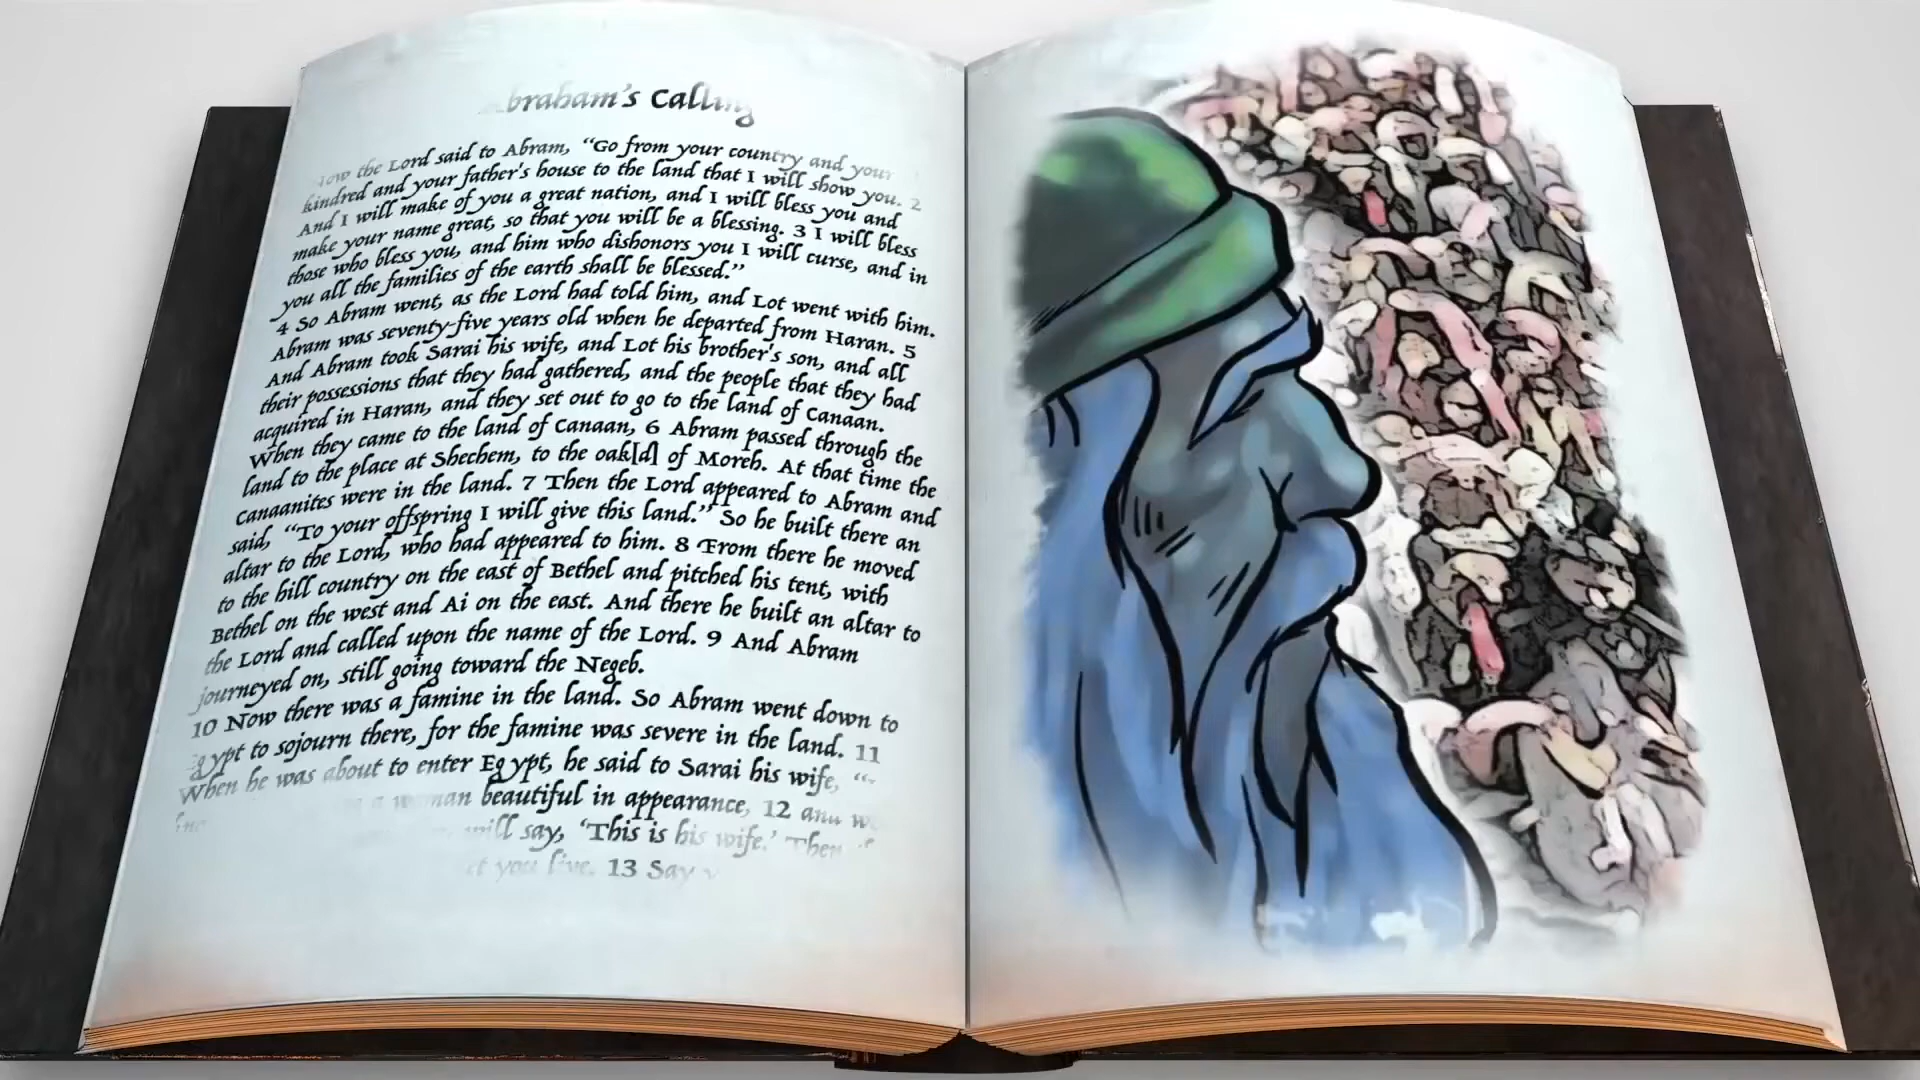 Abraham's Calling
Now the Lord said to Abram, “Go from your country and your
kindred and your father's house to the land that I will show you. 2
And I will make of you a great nation, and I will bless you and
make your name great, so that you will be a blessing. 3 I will bless
those who bless you, and him who dishonors you I will curse, and in
you all the families of the earth shall be blessed.”
4 So Abram went, as the Lord had told him, and Lot went with him.
Abram was seventy-five years old when he departed from Haran. 5
And Abram took Sarai his wife, and Lot his brother's son, and all
their possessions that they had gathered, and the people that they had
acquired in Haran, and they set out to go to the land of Canaan.
When they came to the land of Canaan, 6 Abram passed through the
land to the place at Shechem, to the oak[d] of Moreh. At that time the
Canaanites were in the land. 7 Then the Lord appeared to Abram and
said, “To your offspring I will give this land.” So he built there an
altar to the Lord, who had appeared to him. 8 From there he moved
to the hill country on the east of Bethel and pitched his tent, with
Bethel on the west and Ai on the east. And there he built an altar to
the Lord and called upon the name of the Lord. 9 And Abram
journeyed on, still going toward the Negeb.
10 Now there was a famine in the land. So Abram went down to
Egypt to sojourn there, for the famine was severe in the land. 11
When he was about to enter Egypt, he said to Sarai his wife, “
a woman beautiful in appearance, 12 and
will say, ‘This is his wife.’ Then
let you live. 13 Say